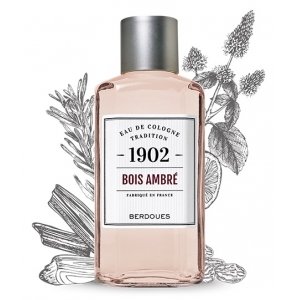 EAU DE COLOGNE
TRADITION
1902
BOIS AMBRÉ
FABRIQUÉ EN FRANCE
BERDOUES